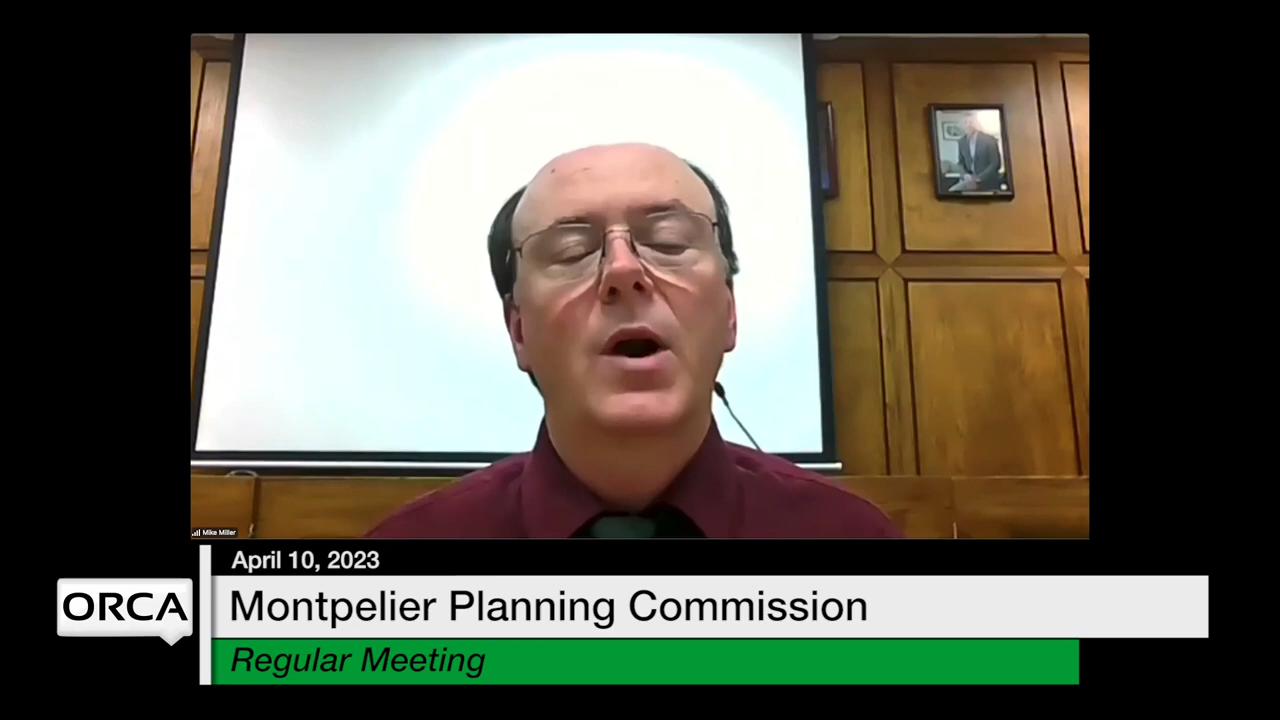 Mike Miller
April 10, 2023
ORCA
Montpelier Planning Commission
Regular Meeting